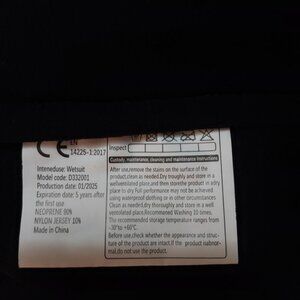 CE EN
14225-1:2017
Inteneduse: Wetsuit
Model code: D332001
Production date: 01/2025
Expiration date: 5 years after
the first use
NEOPRENE 90%
NYLON JERSEY 10%
Made in China
Inspect
Custody, maintenance, cleaning and maintenance Instructions
After use,remove the stains on the surface of the
product,clean as needed.Dry troughly and store in a
well ventilated place,and then storethe product in adry
place to dry.Full performance may not be achieved when
using waterproof clothing or in other circumstances.
Clean as needed,dry thoroughly and store in a well
ventilated place.Recommaned Washing 10 times.
The recommended storage temperature ranges from
-30°to +60°C.
Before use,check whether the appearance and struc-
ture of the product are intact.If the product isabnor-
mal,do not use the product.